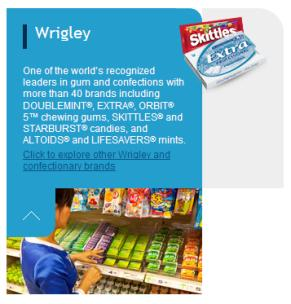 Wrigley
Skittles
Extra
One of the world's recognized
leaders in gum and confections with
more than 40 brands including
DOUBLEMINT®, EXTRA®, ORBIT®
5™ chewing gums, SKITTLES® and
STARBURST® candies, and
ALTOIDS® and LIFESAVERS® mints.
Click to explore other Wrigley and
confectionary brands